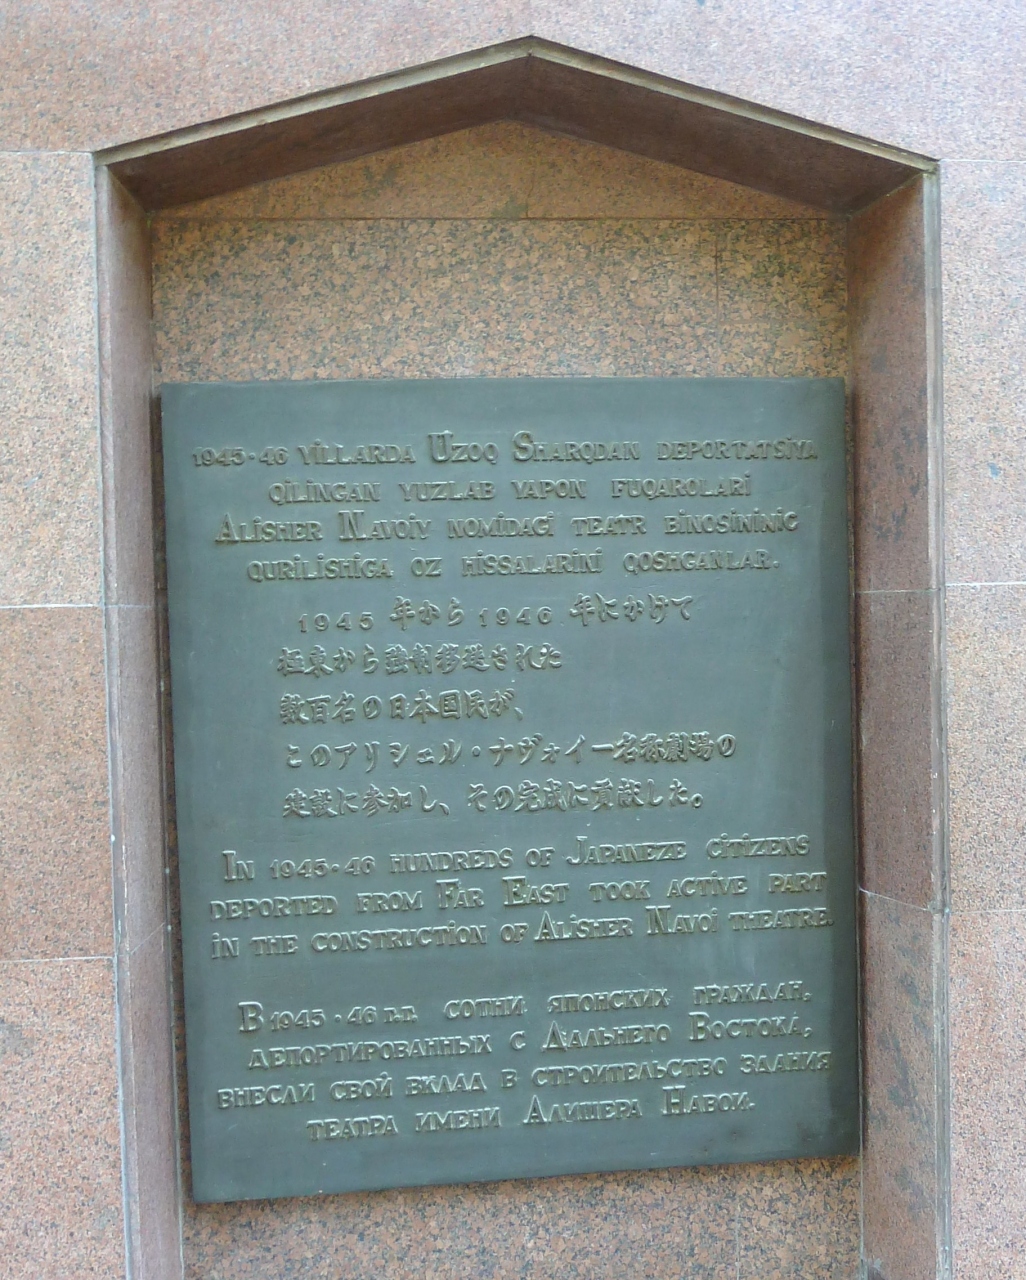 1945-46 YILLARDA UZOQ SHARQDAN DEPORTATSIYA
QILINGAN YUZLAB YAPON FUQAROLARI
ALISHER NAVOIY NOMIDAGI TEATR BINOSINING
QURILISHIGA OZ HISSALARINI QOSHGANLAR.
1945 年から 1946 年にかけて
極東から強制移送された
数百名の日本国民が、
このアリシェル・ナヴォイー名称劇場の
建設に参加し、その完成に貢献した。
IN 1945-46 HUNDREDS OF JAPANEZE CITIZENS
DEPORTED FROM FAR EAST TOOK ACTIVE PART
IN THE CONSTRUCTION OF ALISHER NAVOI THEATRE.
В 1945-46 г.г. СОТНИ ЯПОНСКИХ ГРАЖДАН,
ДЕПОРТИРОВАННЫХ С ДАЛЬНЕГО ВОСТОКА,
ВНЕСЛИ СВОЙ ВКЛАД В СТРОИТЕЛЬСТВО ЗДАНИЯ
ТЕАТРА ИМЕНИ АЛИШЕРА НАВОИ.